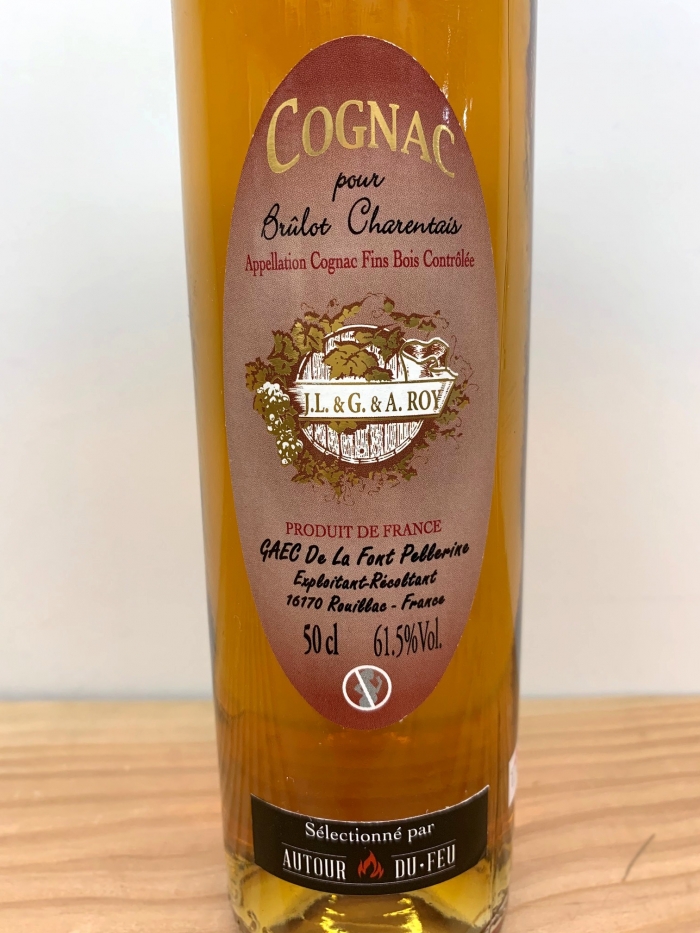 COGNAC
pour
Brûlot Charentais
Appellation Cognac Fins Bois Contrôlée
J.L. & G. & A. ROY
PRODUIT DE FRANCE
GAEC De La Font Pellerine
Exploitant-Récoltant
16170 Rouillac - France
50 cl 61.5%Vol.
Sélectionné par
AUTOUR DU•FEU